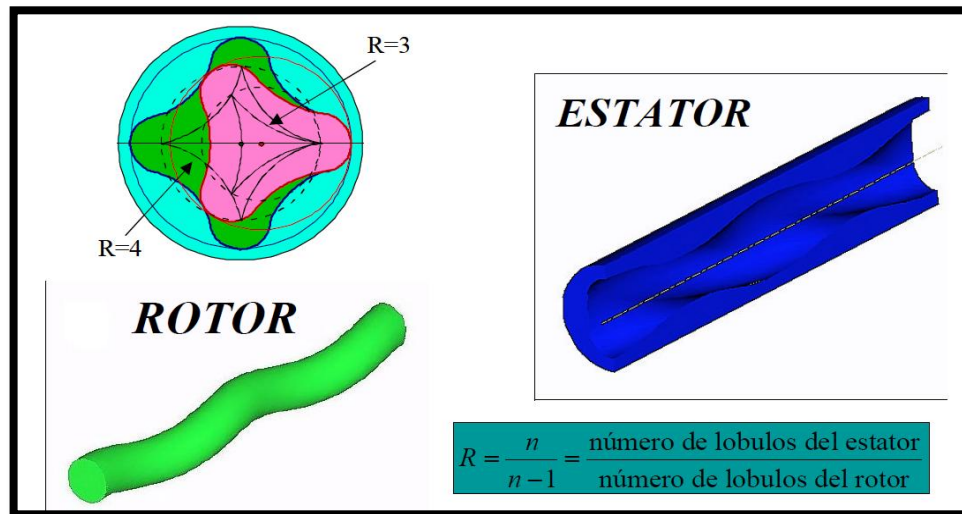 R=3
R=4
ESTATOR
ROTOR
R = n / n − 1 = número de lobulos del estator / número de lobulos del rotor